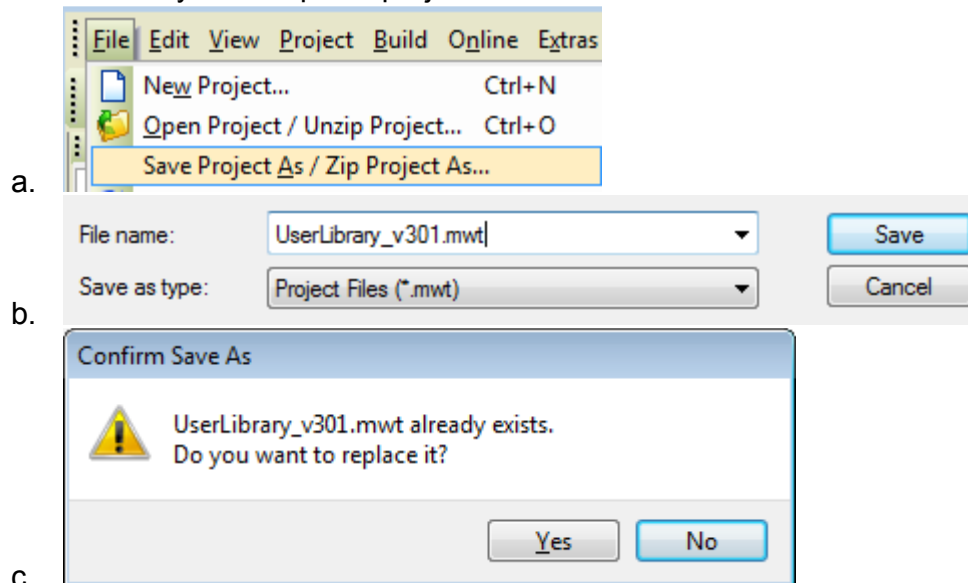 File Edit View Project Build Online Extras
New Project... Ctrl+N
Open Project / Unzip Project... Ctrl+O
Save Project As / Zip Project As...
a.
File name: UserLibrary_v301.mwt Save
Save as type: Project Files (*.mwt) Cancel
b.
Confirm Save As
UserLibrary_v301.mwt already exists.
Do you want to replace it?
Yes No
c.